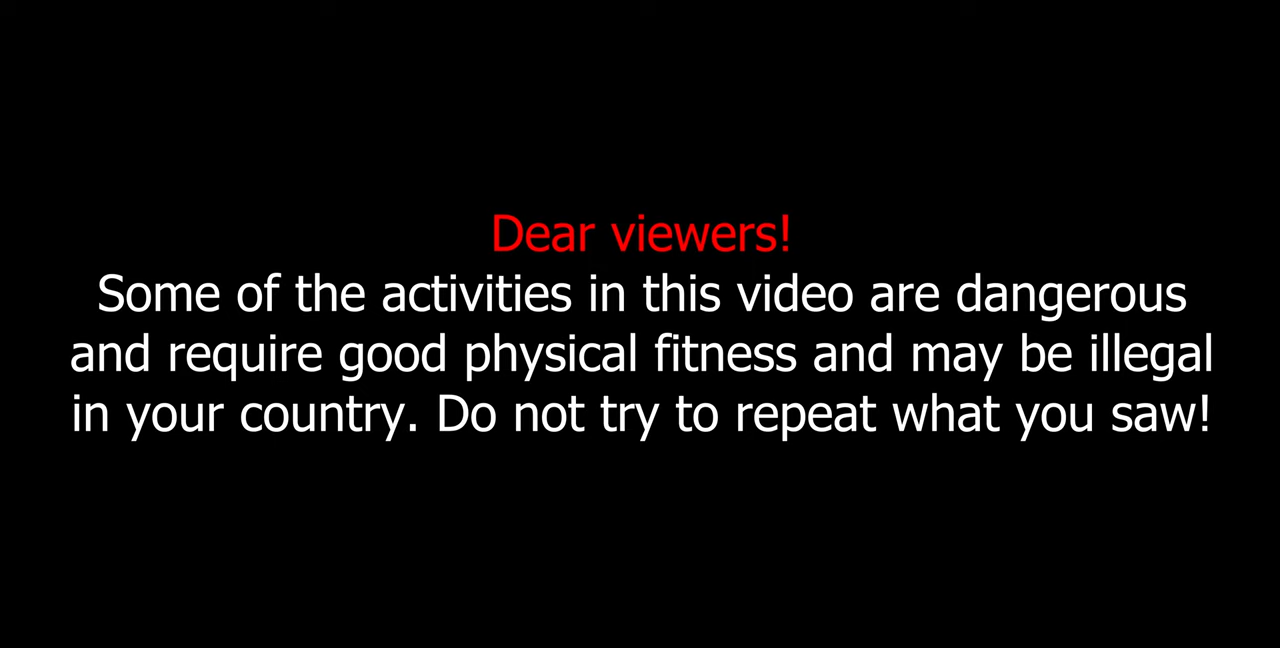 Dear viewers!
Some of the activities in this video are dangerous
and require good physical fitness and may be illegal
in your country. Do not try to repeat what you saw!